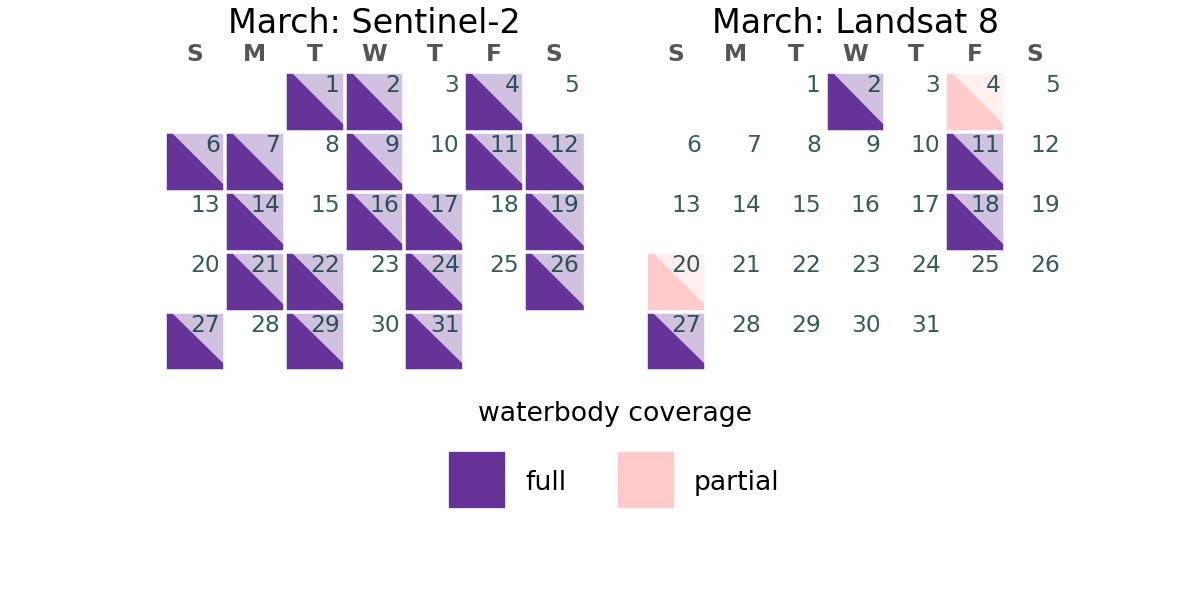 March: Sentinel-2
S M T W T F S
1 2 3 4 5
6 7 8 9 10 11 12
13 14 15 16 17 18 19
20 21 22 23 24 25 26
27 28 29 30 31
March: Landsat 8
S M T W T F S
1 2 3 4 5
6 7 8 9 10 11 12
13 14 15 16 17 18 19
20 21 22 23 24 25 26
27 28 29 30 31
waterbody coverage
full
partial